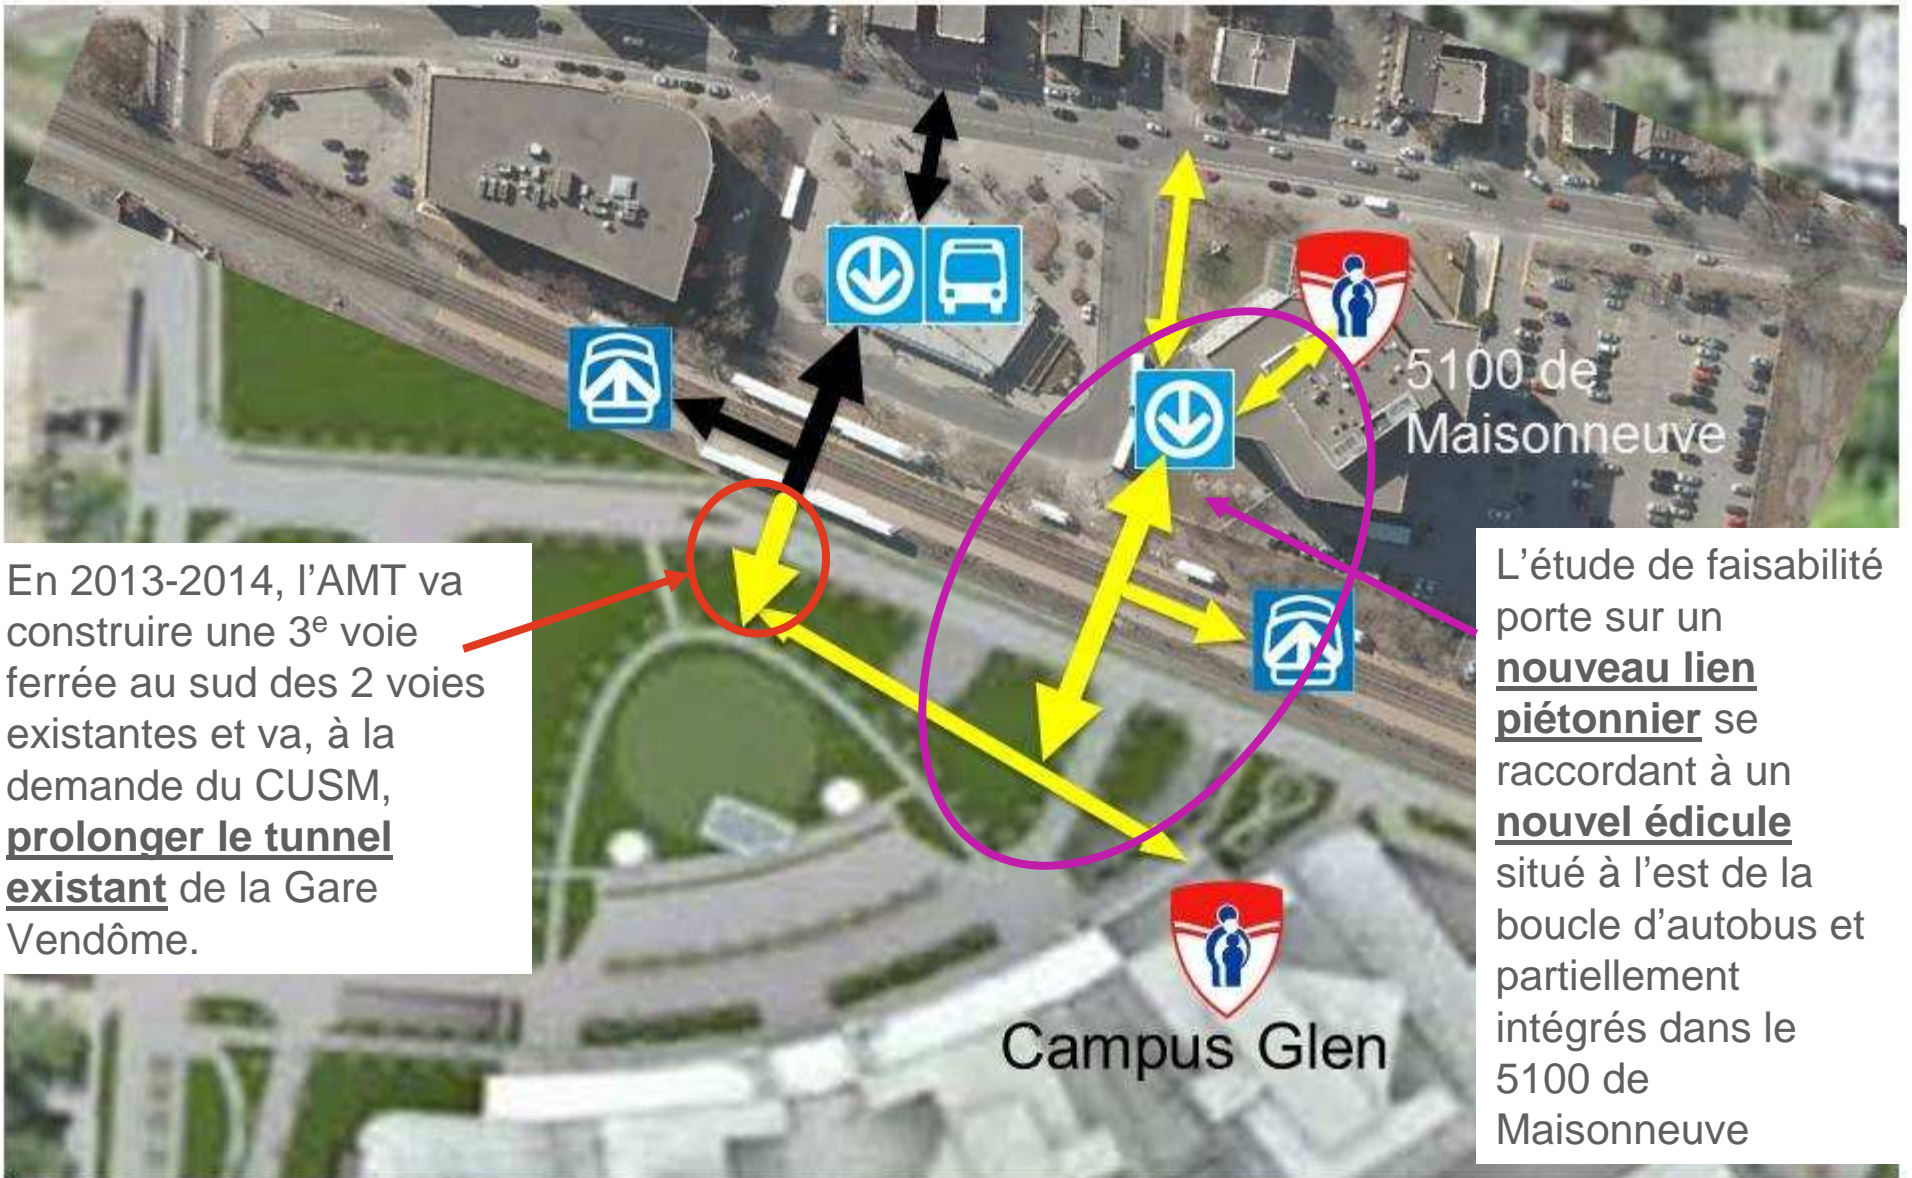 5100 de
Maisonneuve
En 2013-2014, l’AMT va
construire une 3e voie
ferrée au sud des 2 voies
existantes et va, à la
demande du CUSM,
prolonger le tunnel
existant de la Gare
Vendôme.
L’étude de faisabilité
porte sur un
nouveau lien
piétonnier se
raccordant à un
nouvel édicule
situé à l’est de la
boucle d’autobus et
partiellement
intégrés dans le
5100 de
Maisonneuve
Campus Glen